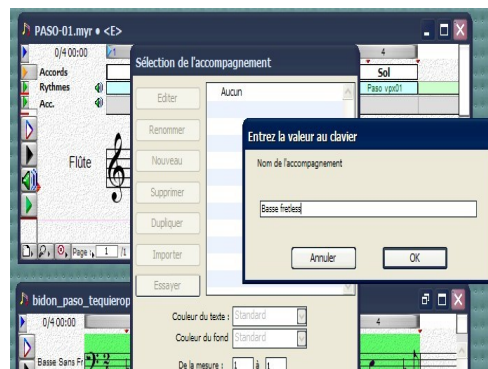 PASO-01.myr • <E>
0/4 00:00
1
4
Accords
Sol
Rythmes
Paso vpx01
Acc.
Flûte
Page :
1
/1
Sélection de l'accompagnement
Editer
Renommer
Nouveau
Supprimer
Dupliquer
Importer
Essayer
Aucun
Couleur du texte : Standard
Couleur du fond Standard
De la mesure : 1 à 1
Entrez la valeur au clavier
Nom de l'accompagnement
Basse fretless
Annuler
OK
bidon_paso_tequierop
0/4 00:00
4
Basse Sans Fr
2